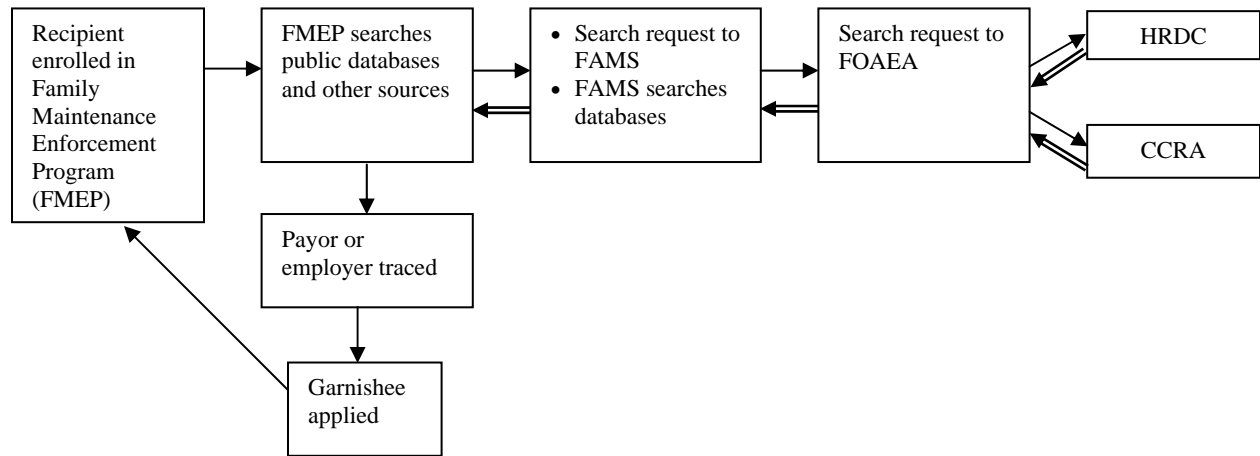 Recipient
enrolled in
Family
Maintenance
Enforcement
Program
(FMEP)
FMEP searches
public databases
and other sources
• Search request to
FAMS
• FAMS searches
databases
Search request to
FOAEA
HRDC
CCRA
Payor or
employer traced
Garnishee
applied